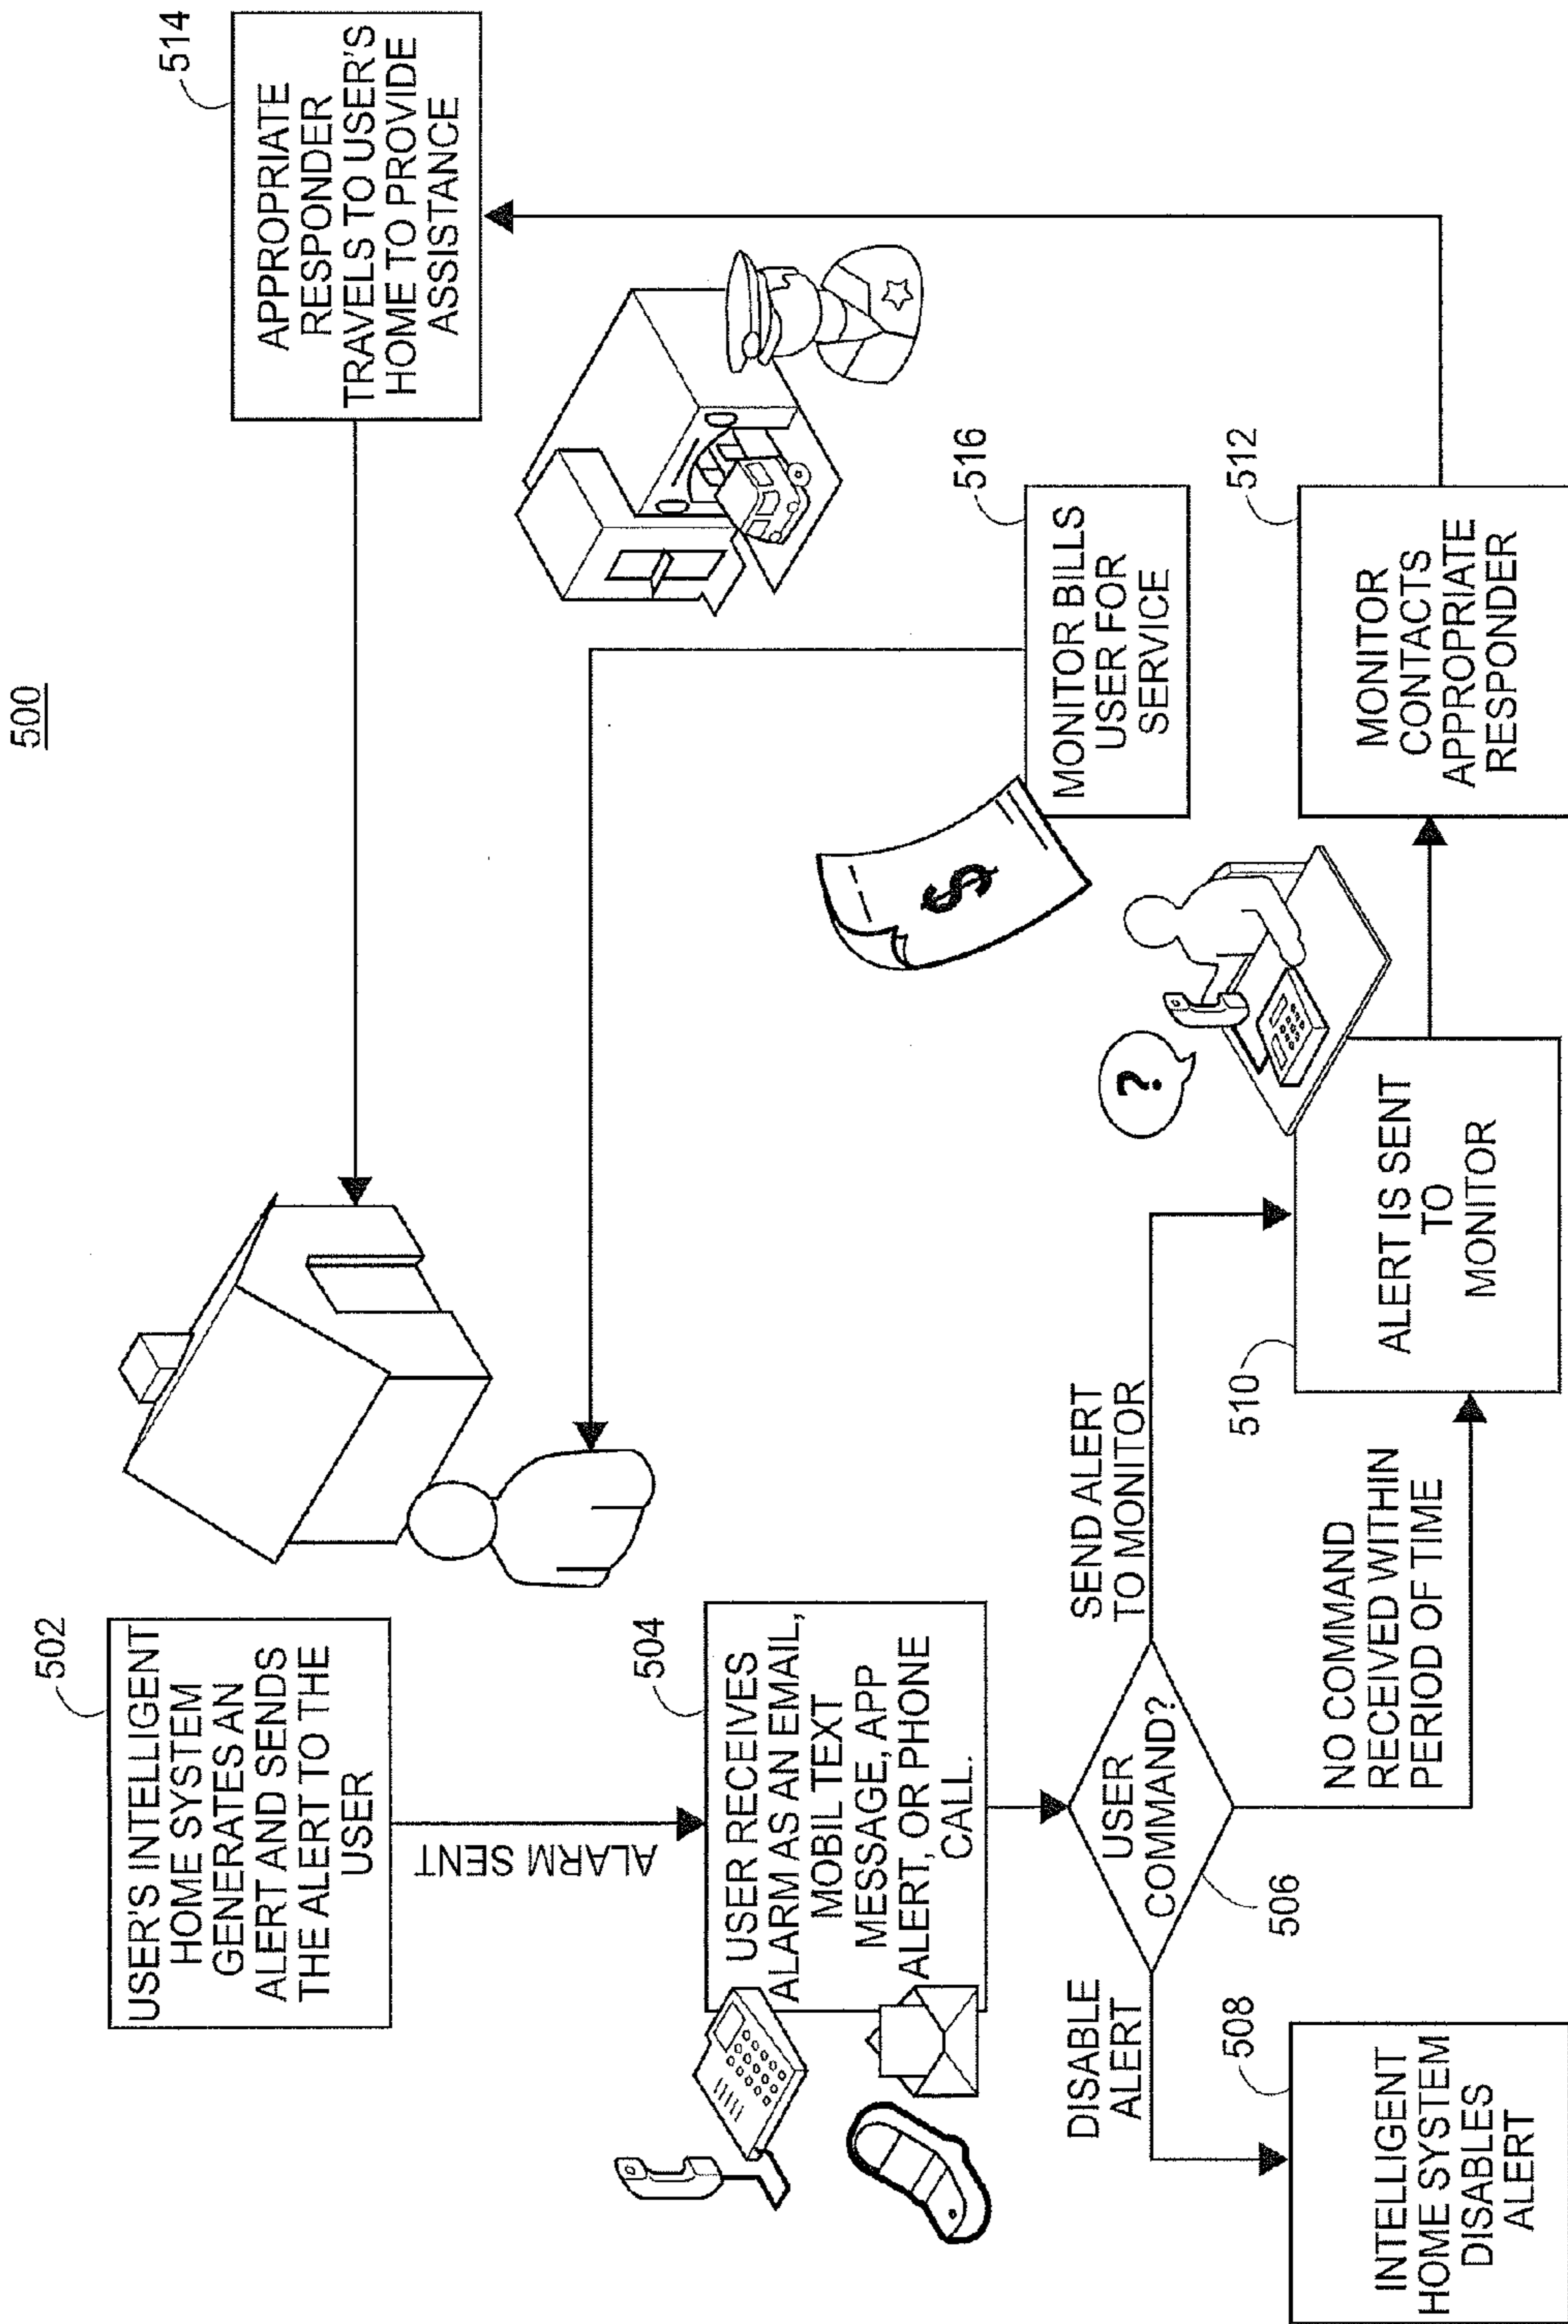 500
502
USER'S INTELLIGENT
HOME SYSTEM
GENERATES AN
ALERT AND SENDS
THE ALERT TO THE
USER
ALARM SENT
504
USER RECEIVES
ALARM AS AN EMAIL,
MOBIL TEXT
MESSAGE, APP
ALERT, OR PHONE
CALL.
USER
COMMAND?
506
DISABLE
ALERT
508
INTELLIGENT
HOME SYSTEM
DISABLES
ALERT
SEND ALERT
TO MONITOR
NO COMMAND
RECEIVED WITHIN
PERIOD OF TIME
510
ALERT IS SENT
TO
MONITOR
?
512
MONITOR
CONTACTS
APPROPRIATE
RESPONDER
514
APPROPRIATE
RESPONDER
TRAVELS TO USER'S
HOME TO PROVIDE
ASSISTANCE
516
MONITOR BILLS
USER FOR
SERVICE
$